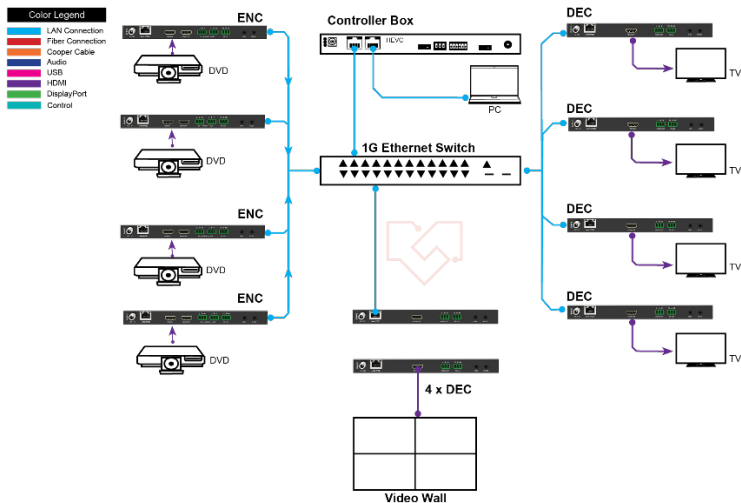 Color Legend
LAN Connection
Fiber Connection
Cooper Cable
Audio
USB
HDMI
DisplayPort
Control
ENC
DVD
DVD
ENC
DVD
ENC
DVD
Controller Box
HEVC
PC
1G Ethernet Switch
4 x DEC
Video Wall
DEC
TV
DEC
TV
DEC
TV
DEC
TV